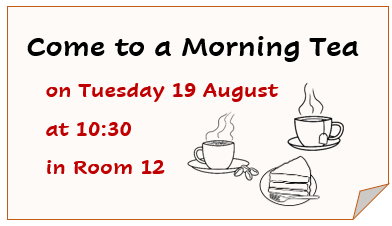 Come to a Morning Tea
on Tuesday 19 August
at 10:30
in Room 12